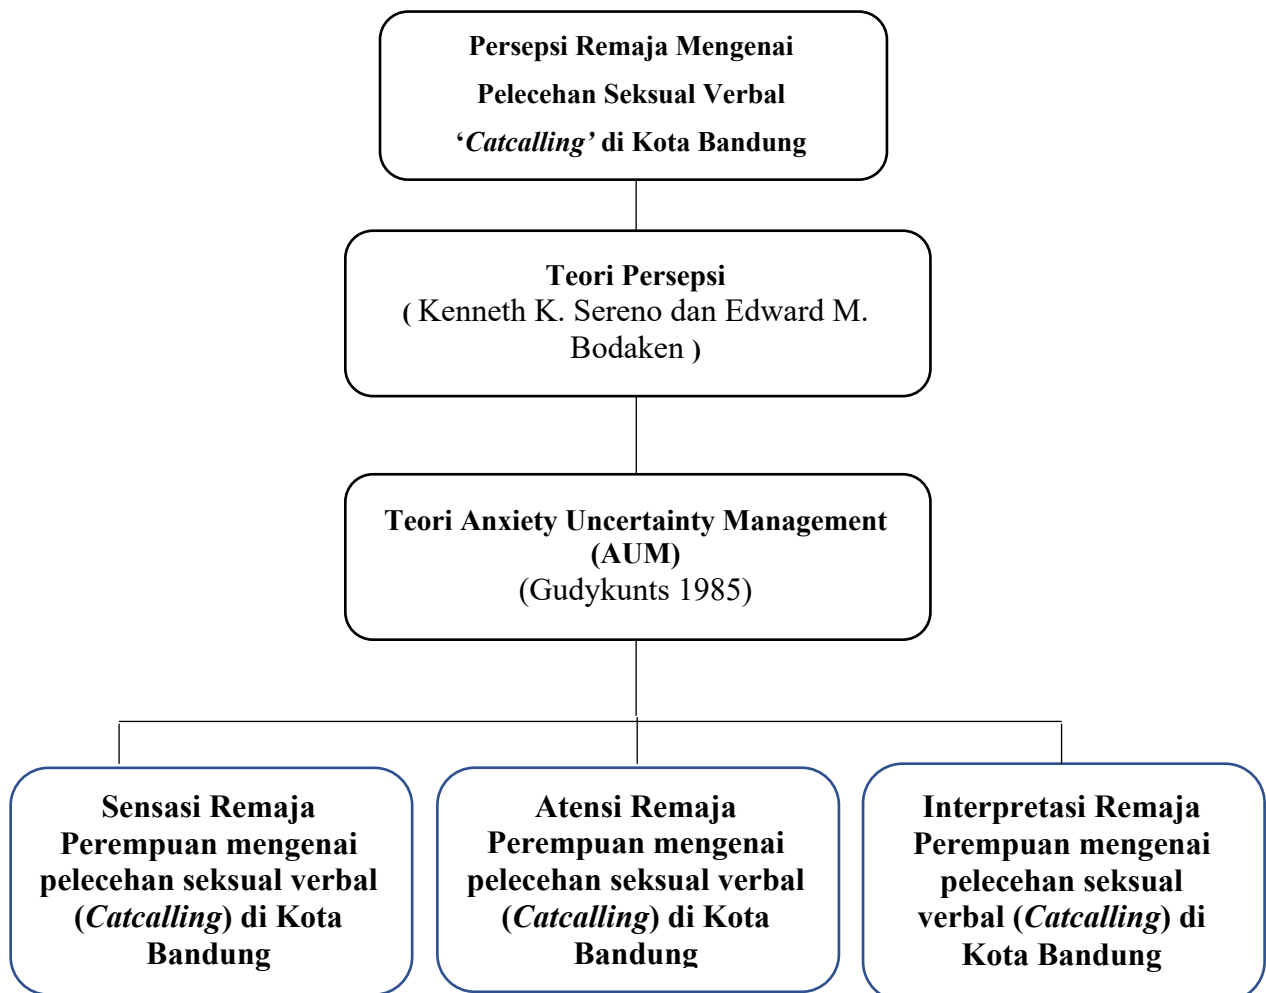 Persepsi Remaja Mengenai
Pelecehan Seksual Verbal
‘Catcalling’ di Kota Bandung
Teori Persepsi
( Kenneth K. Sereno dan Edward M.
Bodaken )
Teori Anxiety Uncertainty Management
(AUM)
(Gudykunts 1985)
Sensasi Remaja
Perempuan mengenai
pelecehan seksual verbal
(Catcalling) di Kota
Bandung
Atensi Remaja
Perempuan mengenai
pelecehan seksual verbal
(Catcalling) di Kota
Bandung
Interpretasi Remaja
Perempuan mengenai
pelecehan seksual
verbal (Catcalling) di
Kota Bandung